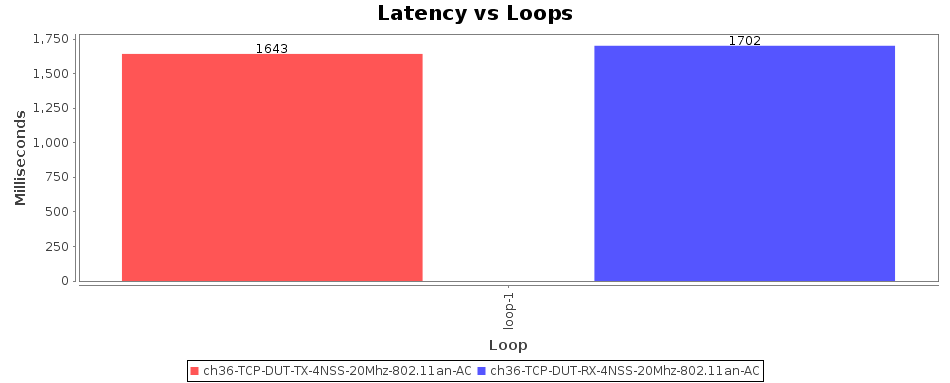 Latency vs Loops
1643
1702
1,750
1,500
1,250
1,000
750
500
250
0
Milliseconds
loop-1
Loop
ch36-TCP-DUT-TX-4NSS-20Mhz-802.11an-AC ch36-TCP-DUT-RX-4NSS-20Mhz-802.11an-AC